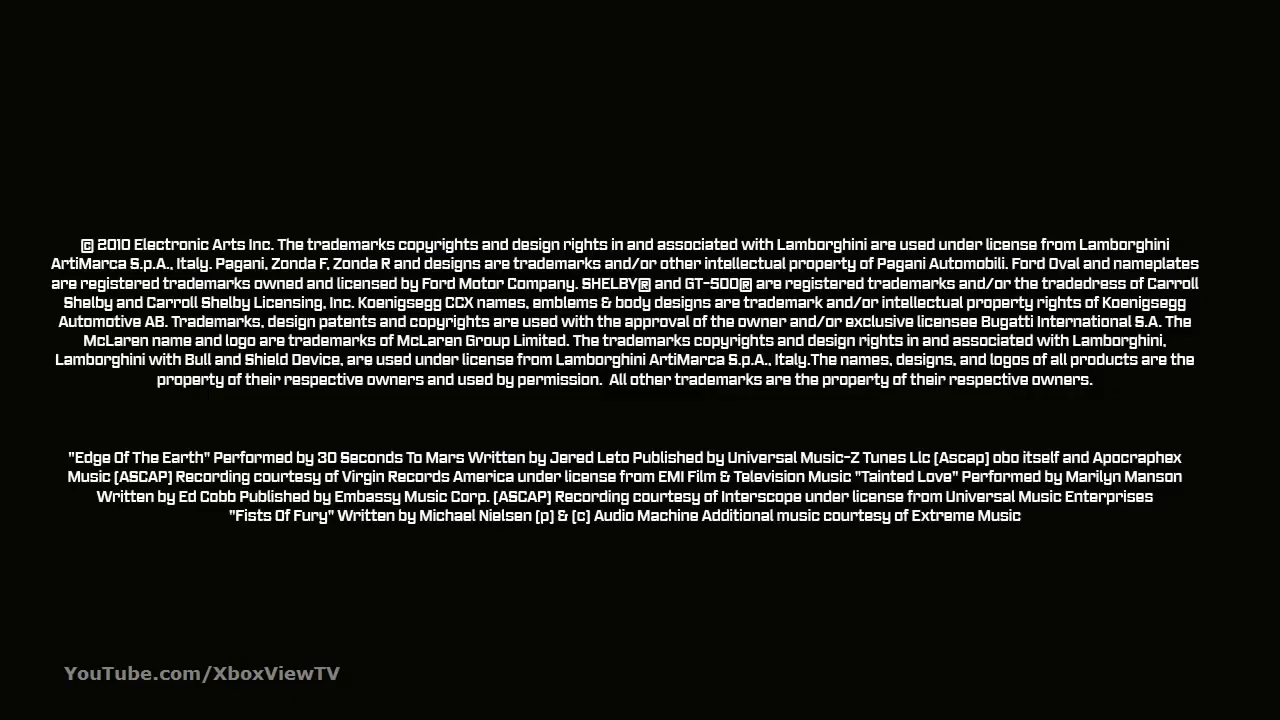 © 2010 Electronic Arts Inc. The trademarks copyrights and design rights in and associated with Lamborghini are used under license from Lamborghini
ArtiMarca S.p.A., Italy. Pagani, Zonda F, Zonda R and designs are trademarks and/or other intellectual property of Pagani Automobili. Ford Oval and nameplates
are registered trademarks owned and licensed by Ford Motor Company. SHELBY® and GT-500® are registered trademarks and/or the tradedress of Carroll
Shelby and Carroll Shelby Licensing, Inc. Koenigsegg CCX names, emblems & body designs are trademark and/or intellectual property rights of Koenigsegg
Automotive AB. Trademarks, design patents and copyrights are used with the approval of the owner and/or exclusive licensee Bugatti International S.A. The
McLaren name and logo are trademarks of McLaren Group Limited. The trademarks copyrights and design rights in and associated with Lamborghini,
Lamborghini with Bull and Shield Device, are used under license from Lamborghini ArtiMarca S.p.A., Italy.The names, designs, and logos of all products are the
property of their respective owners and used by permission.  All other trademarks are the property of their respective owners.
"Edge Of The Earth" Performed by 30 Seconds To Mars Written by Jered Leto Published by Universal Music-Z Tunes Llc (Ascap) obo itself and Apocraphex
Music (ASCAP) Recording courtesy of Virgin Records America under license from EMI Film & Television Music "Tainted Love" Performed by Marilyn Manson
Written by Ed Cobb Published by Embassy Music Corp. (ASCAP) Recording courtesy of Interscope under license from Universal Music Enterprises
"Fists Of Fury" Written by Michael Nielsen (p) & (c) Audio Machine Additional music courtesy of Extreme Music
YouTube.com/XboxViewTV